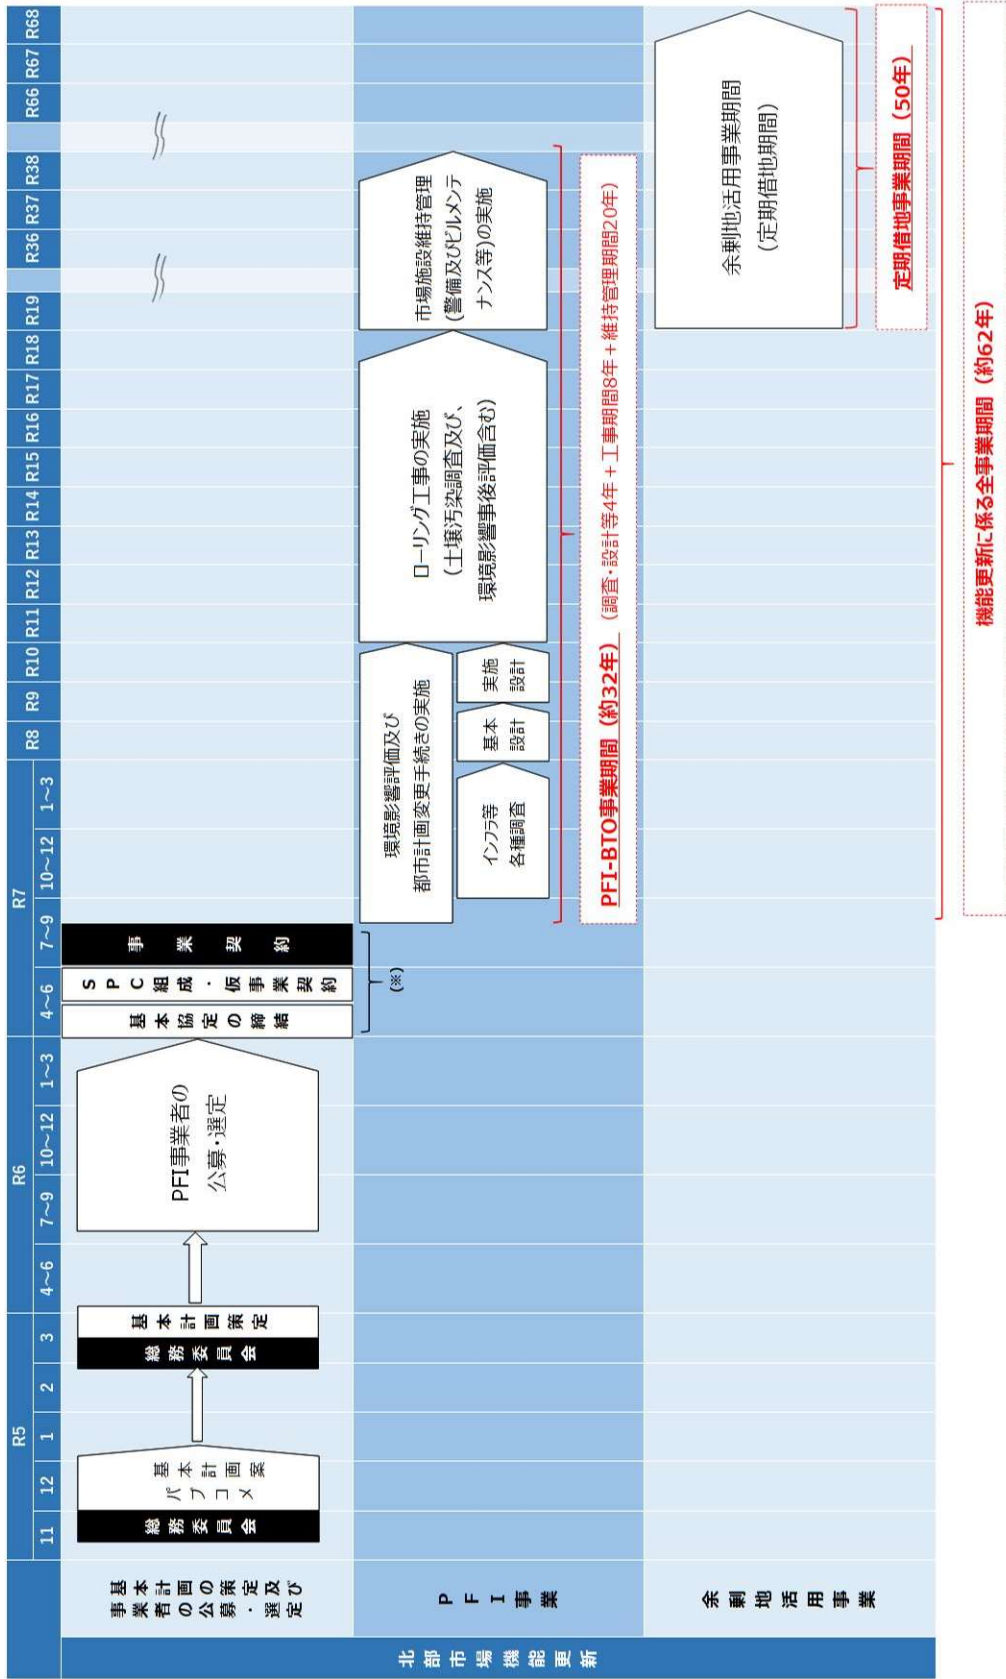 R5
R6
R7
R8
R9
R10
R11
R12
R13
R14
R15
R16
R17
R18
R19
R36
R37
R38
R66
R67
R68
11
12
1
2
3
4~6
7~9
10~12
1~3
4~6
7~9
10~12
1~3
北部市場機能更新
基本計画の策定及び
事業者の公募・選定
総務委員会
基本計画案
パブコメ
総務委員会
基本計画策定
PFI事業者の
公募・選定
基本協定の締結
SPC組成・仮事業契約
事業契約
PFI事業
(※)
環境影響評価及び
都市計画変更手続きの実施
インフラ等
各種調査
基本
設計
実施
設計
ローリング工事の実施
(土壌汚染調査及び、
環境影響事後評価含む)
市場施設維持管理
(警備及びビルメンテ
ナンス等)の実施
PFI-BTO事業期間(約32年) (調査・設計等4年+工事期間8年+維持管理期間20年)
余剰地活用事業
余剰地活用事業期間
(定期借地期間)
定期借地事業期間(50年)
機能更新に係る全事業期間(約62年)